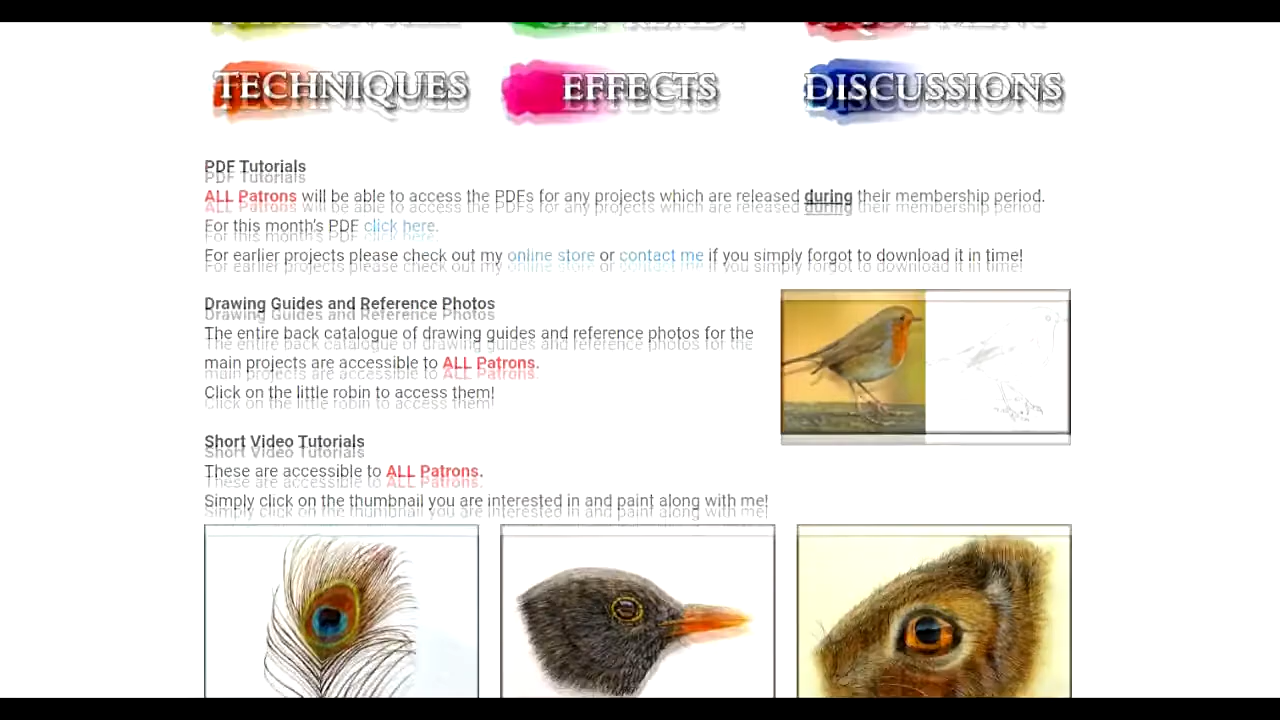 TECHNIQUES EFFECTS DISCUSSIONS
PDF Tutorials
ALL Patrons will be able to access the PDFs for any projects which are released during their membership period.
For this month's PDF click here.
For earlier projects please check out my online store or contact me if you simply forgot to download it in time!
Drawing Guides and Reference Photos
The entire back catalogue of drawing guides and reference photos for the
main projects are accessible to ALL Patrons.
Click on the little robin to access them!
Short Video Tutorials
These are accessible to ALL Patrons.
Simply click on the thumbnail you are interested in and paint along with me!